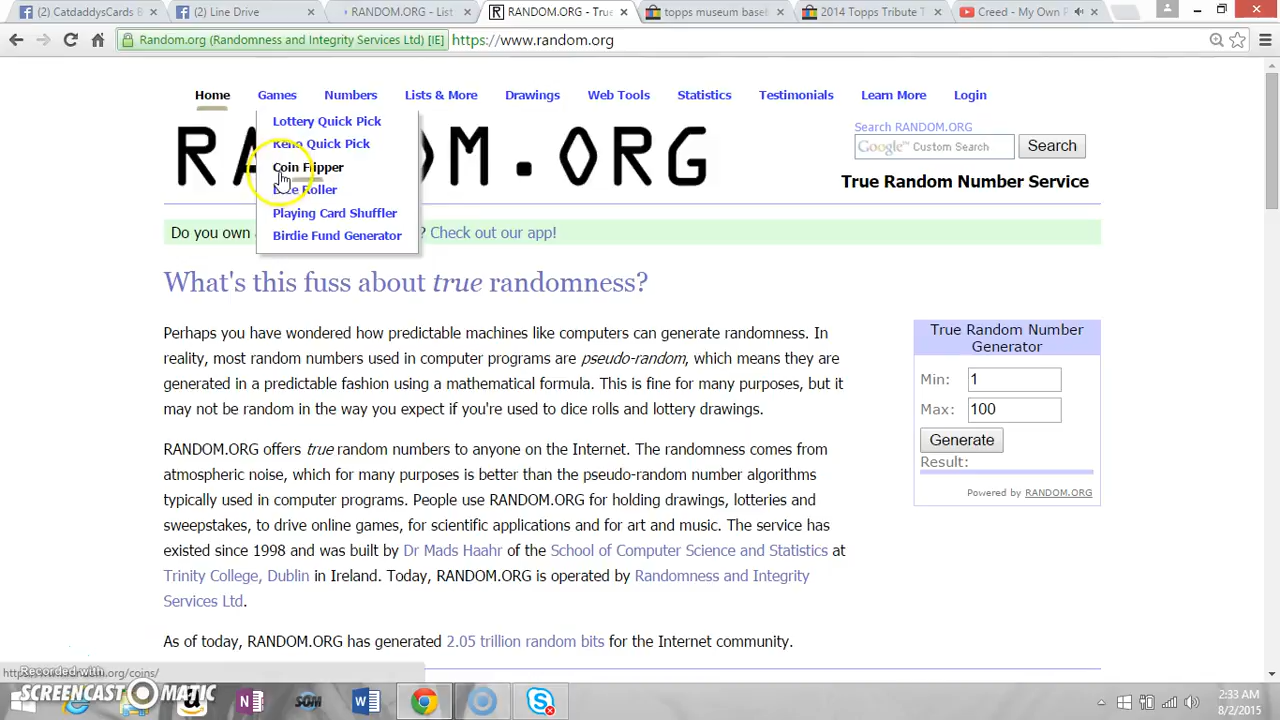 (2) CatdaddysCards B
(2) Line Drive
RANDOM.ORG - List
RANDOM.ORG - True
topps museum baseb
2014 Topps Tribute T
Creed - My Own P
Random.org (Randomness and Integrity Services Ltd) [IE]
https://www.random.org
Home
Games
Numbers
Lists & More
Drawings
Web Tools
Statistics
Testimonials
Learn More
Login
Lottery Quick Pick
Keno Quick Pick
Coin Flipper
Dice Roller
Playing Card Shuffler
Birdie Fund Generator
RANDOM.ORG
Search RANDOM.ORG
Google™ Custom Search
Search
True Random Number Service
Do you own
? Check out our app!
What's this fuss about true randomness?
Perhaps you have wondered how predictable machines like computers can generate randomness. In
reality, most random numbers used in computer programs are pseudo-random, which means they are
generated in a predictable fashion using a mathematical formula. This is fine for many purposes, but it
may not be random in the way you expect if you're used to dice rolls and lottery drawings.
RANDOM.ORG offers true random numbers to anyone on the Internet. The randomness comes from
atmospheric noise, which for many purposes is better than the pseudo-random number algorithms
typically used in computer programs. People use RANDOM.ORG for holding drawings, lotteries and
sweepstakes, to drive online games, for scientific applications and for art and music. The service has
existed since 1998 and was built by Dr Mads Haahr of the School of Computer Science and Statistics at
Trinity College, Dublin in Ireland. Today, RANDOM.ORG is operated by Randomness and Integrity
Services Ltd.
As of today, RANDOM.ORG has generated 2.05 trillion random bits for the Internet community.
True Random Number
Generator
Min: 1
Max: 100
Generate
Result:
Powered by RANDOM.ORG
Recorded with
SCREENCAST-O-MATIC
2:33 AM
8/2/2015